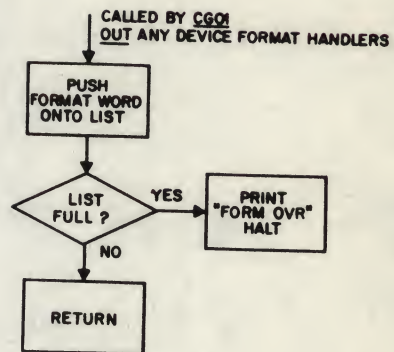 CALLED BY CGO!
OUT ANY DEVICE FORMAT HANDLERS
PUSH
FORMAT WORD
ONTO LIST
LIST
FULL ?
YES
PRINT
"FORM OVR"
HALT
NO
RETURN